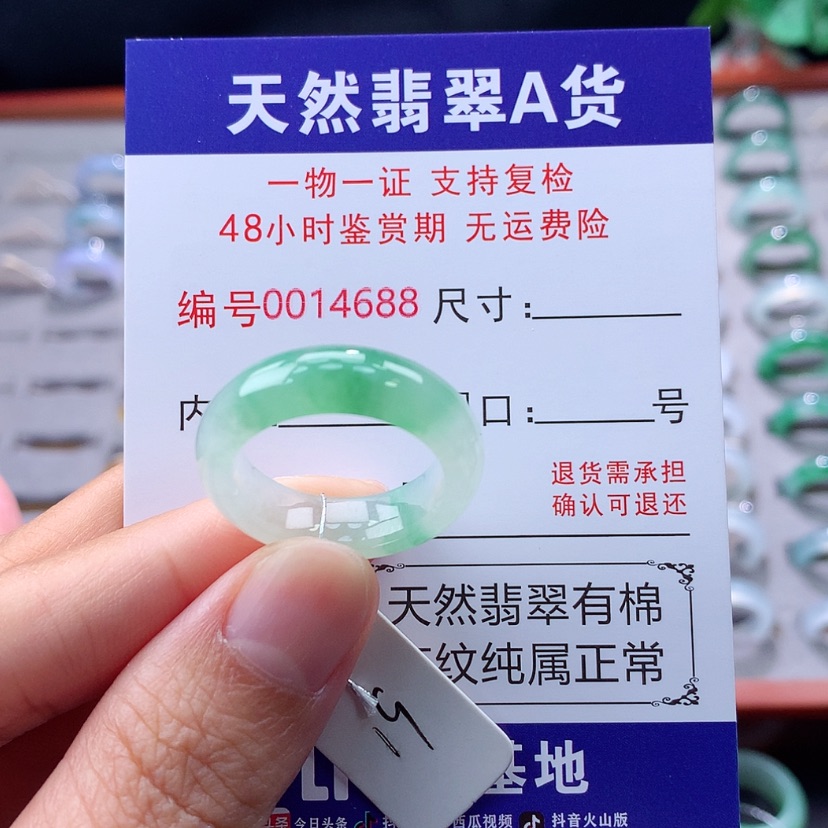 天然翡翠A货
一物一证 支持复检
48小时鉴赏期 无运费险
编号0014688 尺寸:
内 口: 号
退货需承担
确认可退还
天然翡翠有棉
纹纯属正常
5
基地
今日头条 西瓜视频 抖音火山版